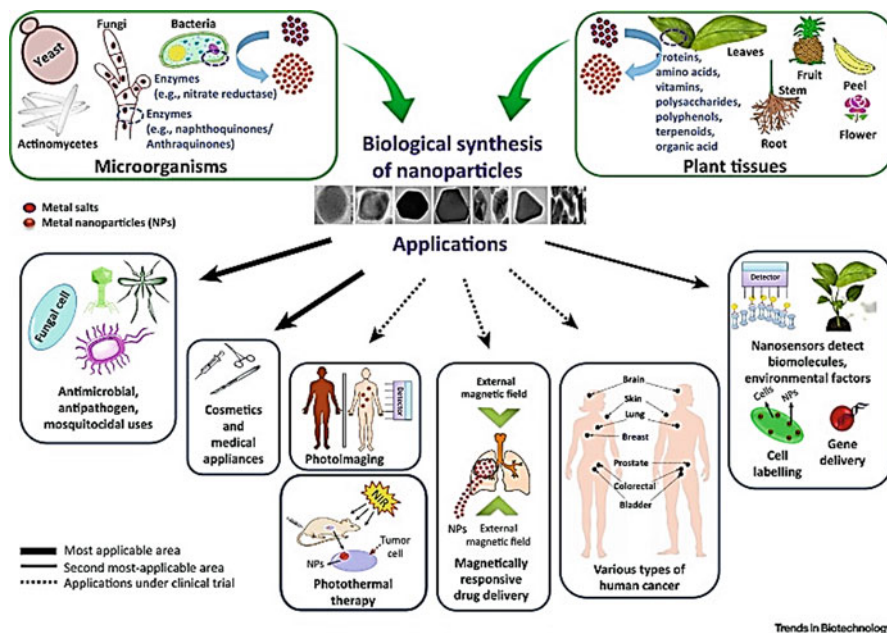 Yeast
Fungi
Bacteria
Enzymes
(e.g., nitrate reductase)
Enzymes
(e.g., naphthoquinones/
Anthraquinones)
Actinomycetes
Microorganisms
Proteins,
amino acids,
vitamins,
polysaccharides,
polyphenols,
terpenoids,
organic acid
Leaves
Stem
Root
Fruit
Peel
Flower
Plant tissues
Biological synthesis
of nanoparticles
Metal salts
Metal nanoparticles (NPs)
Applications
Fungal cell
Antimicrobial,
antipathogen,
mosquitocidal uses
Cosmetics
and
medical
appliances
Detector
PhotoImaging
NIR
Tumor
cell
NPs
Photothermal
therapy
External
magnetic field
NPs
External
magnetic field
Magnetically
responsive
drug delivery
Brain
Skin
Lung
Breast
Prostate
Colorectal
Bladder
Various types of
human cancer
Detector
Nanosensors detect
biomolecules,
environmental factors
Cells
NPs
Cell
labelling
Gene
delivery
Most applicable area
Second most-applicable area
Applications under clinical trial
Trends in Biotechnology